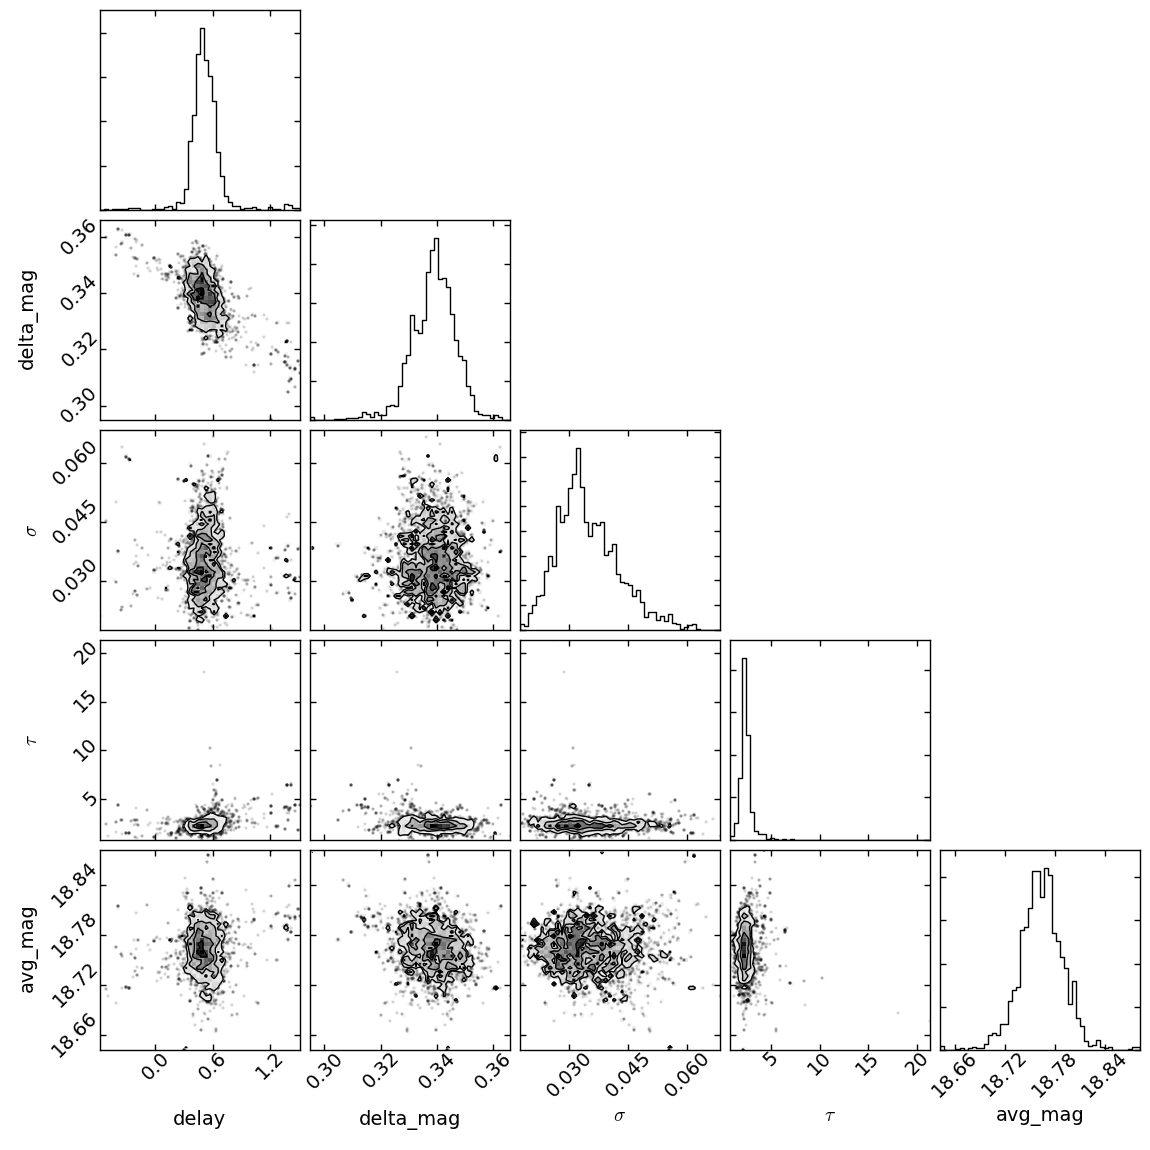 0.36
0.34
0.32
0.30
delta_mag
0.060
0.045
0.030
σ
20
15
10
5
τ
18.84
18.78
18.72
18.66
avg_mag
0.0 0.6 1.2
delay
0.30 0.32 0.34 0.36
delta_mag
0.030 0.045 0.060
σ
5 10 15 20
τ
18.66 18.72 18.78 18.84
avg_mag